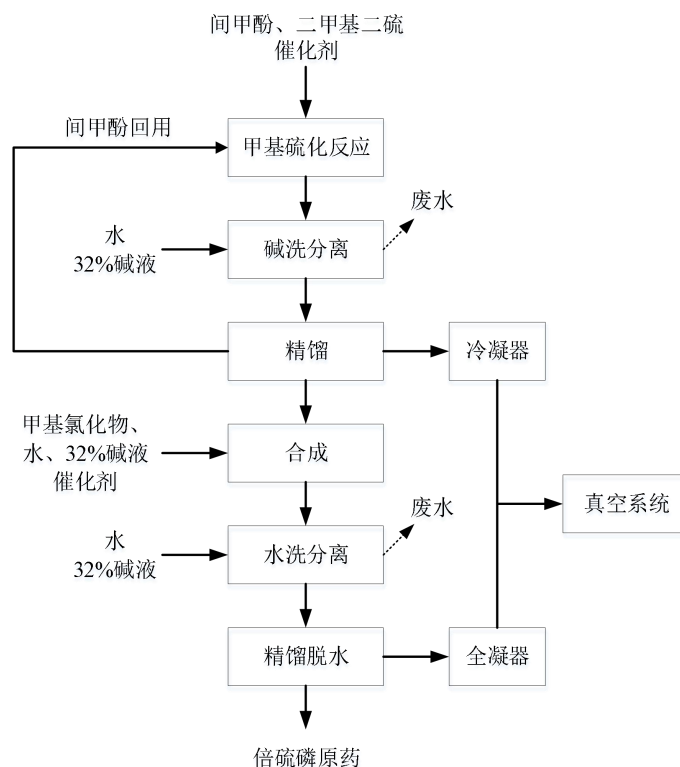 间甲酚、二甲基二硫
催化剂
间甲酚回用
甲基硫化反应
废水
水
32%碱液
碱洗分离
精馏
冷凝器
甲基氯化物、
水、32%碱液
催化剂
合成
真空系统
废水
水
32%碱液
水洗分离
精馏脱水
全凝器
倍硫磷原药